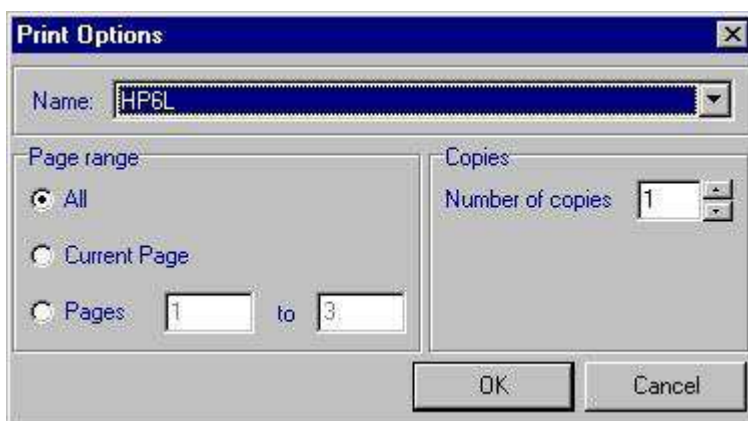 Print Options
Name: HP6L
Page range
All
Current Page
Pages 1 to 3
Copies
Number of copies 1
OK Cancel